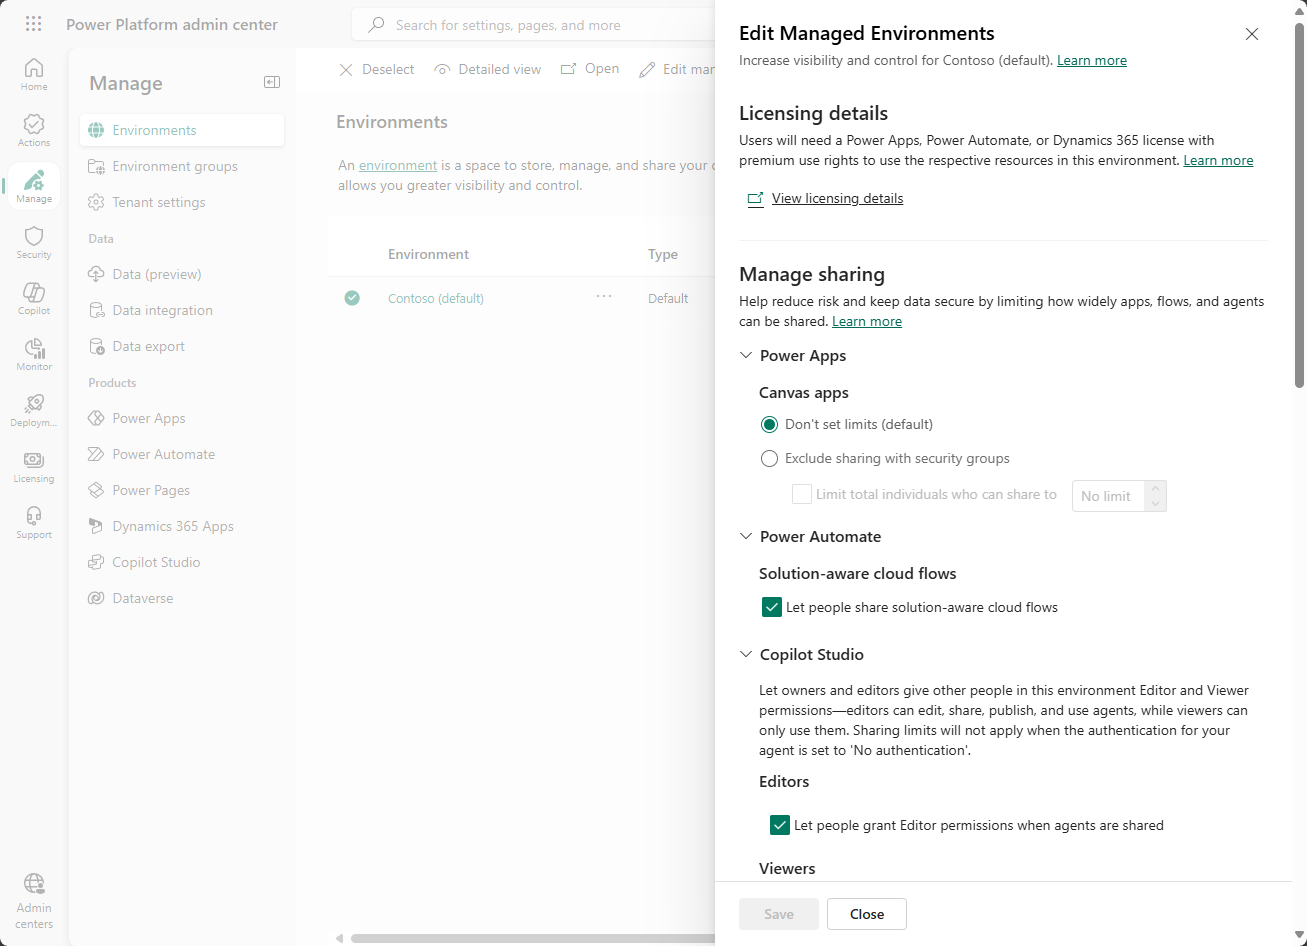 Power Platform admin center
Search for settings, pages, and more
Home
Actions
Manage
Security
Copilot
Monitor
Deploym...
Licensing
Support
Admin
centers
Manage
Environments
Environment groups
Tenant settings
Data
Data (preview)
Data integration
Data export
Products
Power Apps
Power Automate
Power Pages
Dynamics 365 Apps
Copilot Studio
Dataverse
Deselect
Detailed view
Open
Edit mar
Environments
An environment is a space to store, manage, and share your
allows you greater visibility and control.
Environment Type
Contoso (default) ... Default
Edit Managed Environments
Increase visibility and control for Contoso (default). Learn more
Licensing details
Users will need a Power Apps, Power Automate, or Dynamics 365 license with
premium use rights to use the respective resources in this environment. Learn more
View licensing details
Manage sharing
Help reduce risk and keep data secure by limiting how widely apps, flows, and agents
can be shared. Learn more
Power Apps
Canvas apps
Don't set limits (default)
Exclude sharing with security groups
Limit total individuals who can share to No limit
Power Automate
Solution-aware cloud flows
Let people share solution-aware cloud flows
Copilot Studio
Let owners and editors give other people in this environment Editor and Viewer
permissions—editors can edit, share, publish, and use agents, while viewers can
only use them. Sharing limits will not apply when the authentication for your
agent is set to 'No authentication'.
Editors
Let people grant Editor permissions when agents are shared
Viewers
Save
Close